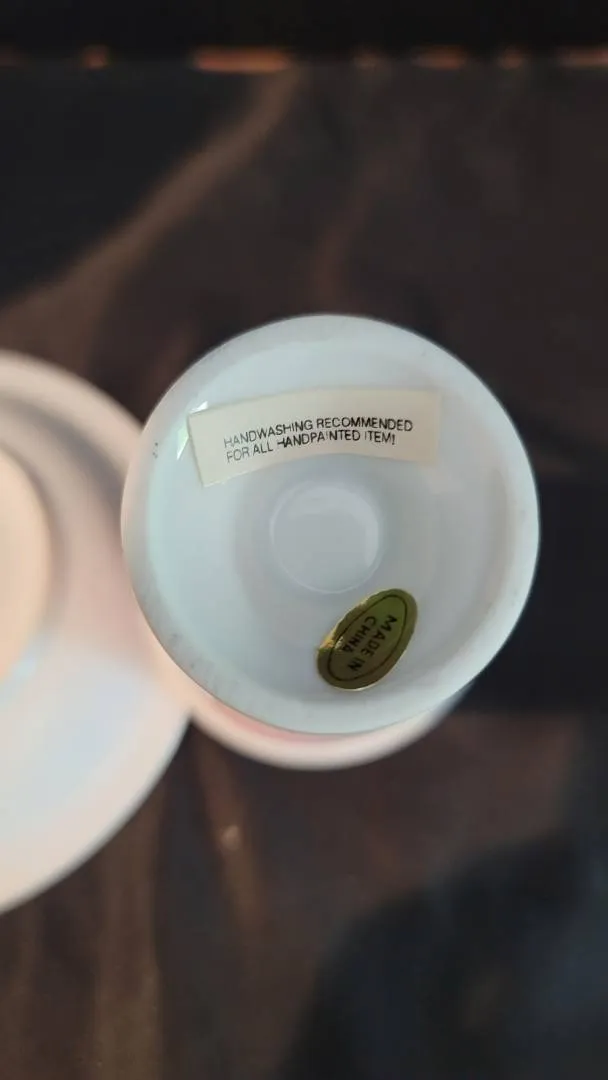 HANDWASHING RECOMMENDED
FOR ALL HANDPAINTED ITEM!
MADE IN
CHINA